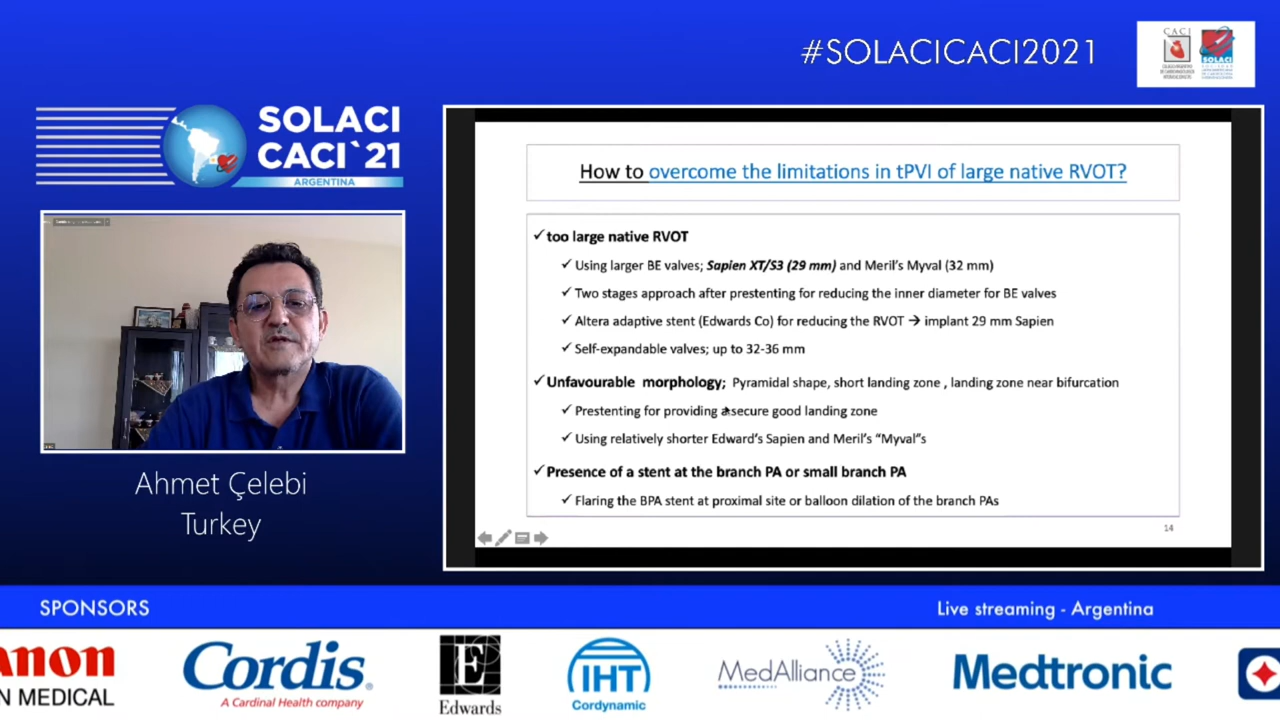 #SOLACICACI2021
CACI
SOLACI
SOLACI
CACI`21
ARGENTINA
Ahmet Çelebi
Turkey
How to overcome the limitations in tPVI of large native RVOT?
✓too large native RVOT
✓ Using larger BE valves; Sapien XT/S3 (29 mm) and Meril's Myval (32 mm)
✓ Two stages approach after prestenting for reducing the inner diameter for BE valves
✓ Altera adaptive stent (Edwards Co) for reducing the RVOT → implant 29 mm Sapien
✓ Self-expandable valves; up to 32-36 mm
✓Unfavourable morphology; Pyramidal shape, short landing zone , landing zone near bifurcation
✓ Prestenting for providing a secure good landing zone
✓ Using relatively shorter Edward's Sapien and Meril's "Myval"s
✓Presence of a stent at the branch PA or small branch PA
✓ Flaring the BPA stent at proximal site or balloon dilation of the branch PAs
14
SPONSORS
Live streaming - Argentina
anon
N MEDICAL
Cordis.
A Cardinal Health company
Edwards
IHT
Cordynamic
MedAlliance
Medtronic